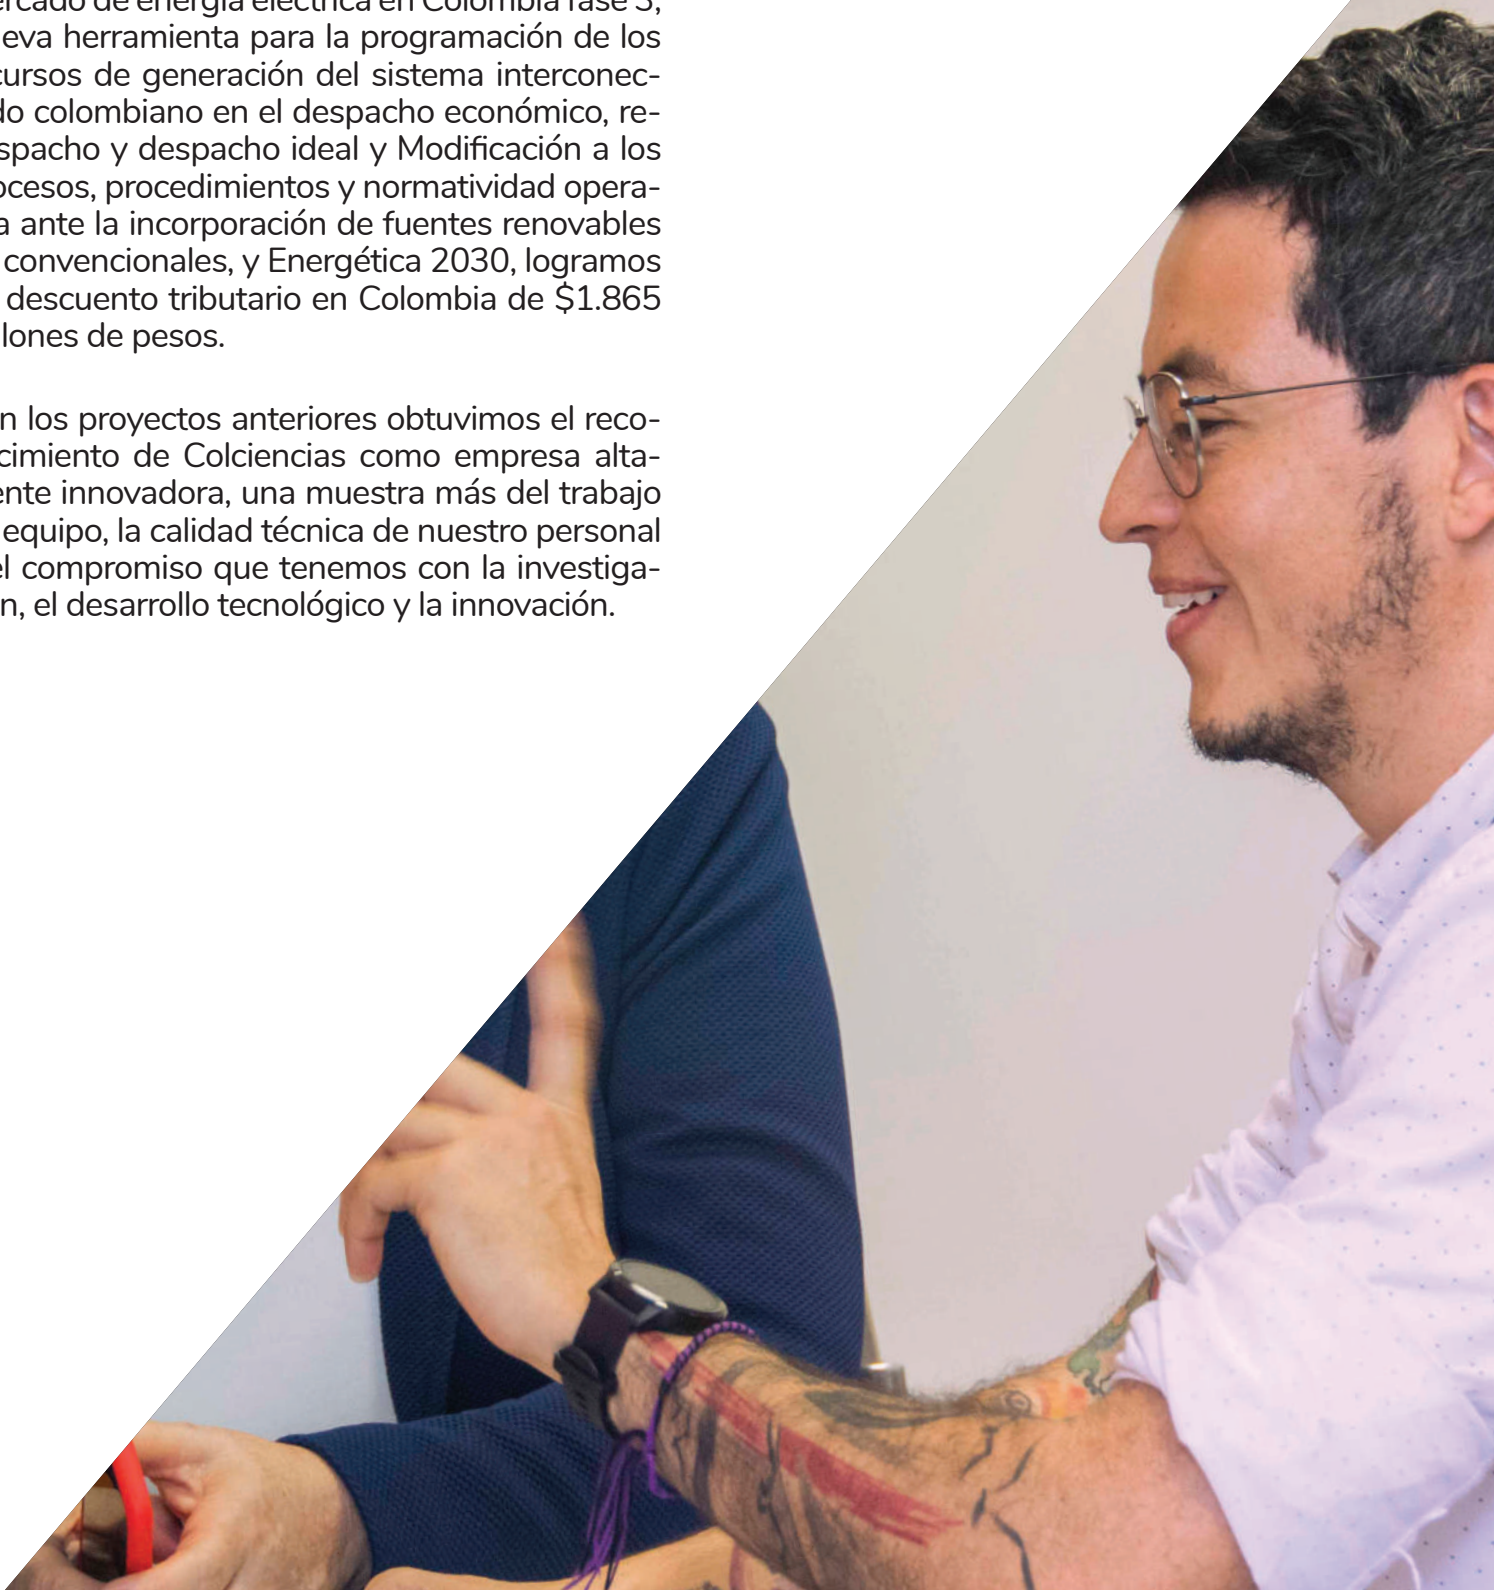 ercado de energía eléctrica en Colombia fase 3,
eva herramienta para la programación de los
cursos de generación del sistema interconec-
do colombiano en el despacho económico, re-
spacho y despacho ideal y Modificación a los
ocesos, procedimientos y normatividad opera-
a ante la incorporación de fuentes renovables
convencionales, y Energética 2030, logramos
descuento tributario en Colombia de $1.865
lones de pesos.
n los proyectos anteriores obtuvimos el reco-
cimiento de Colciencias como empresa alta-
ente innovadora, una muestra más del trabajo
equipo, la calidad técnica de nuestro personal
el compromiso que tenemos con la investiga-
n, el desarrollo tecnológico y la innovación.